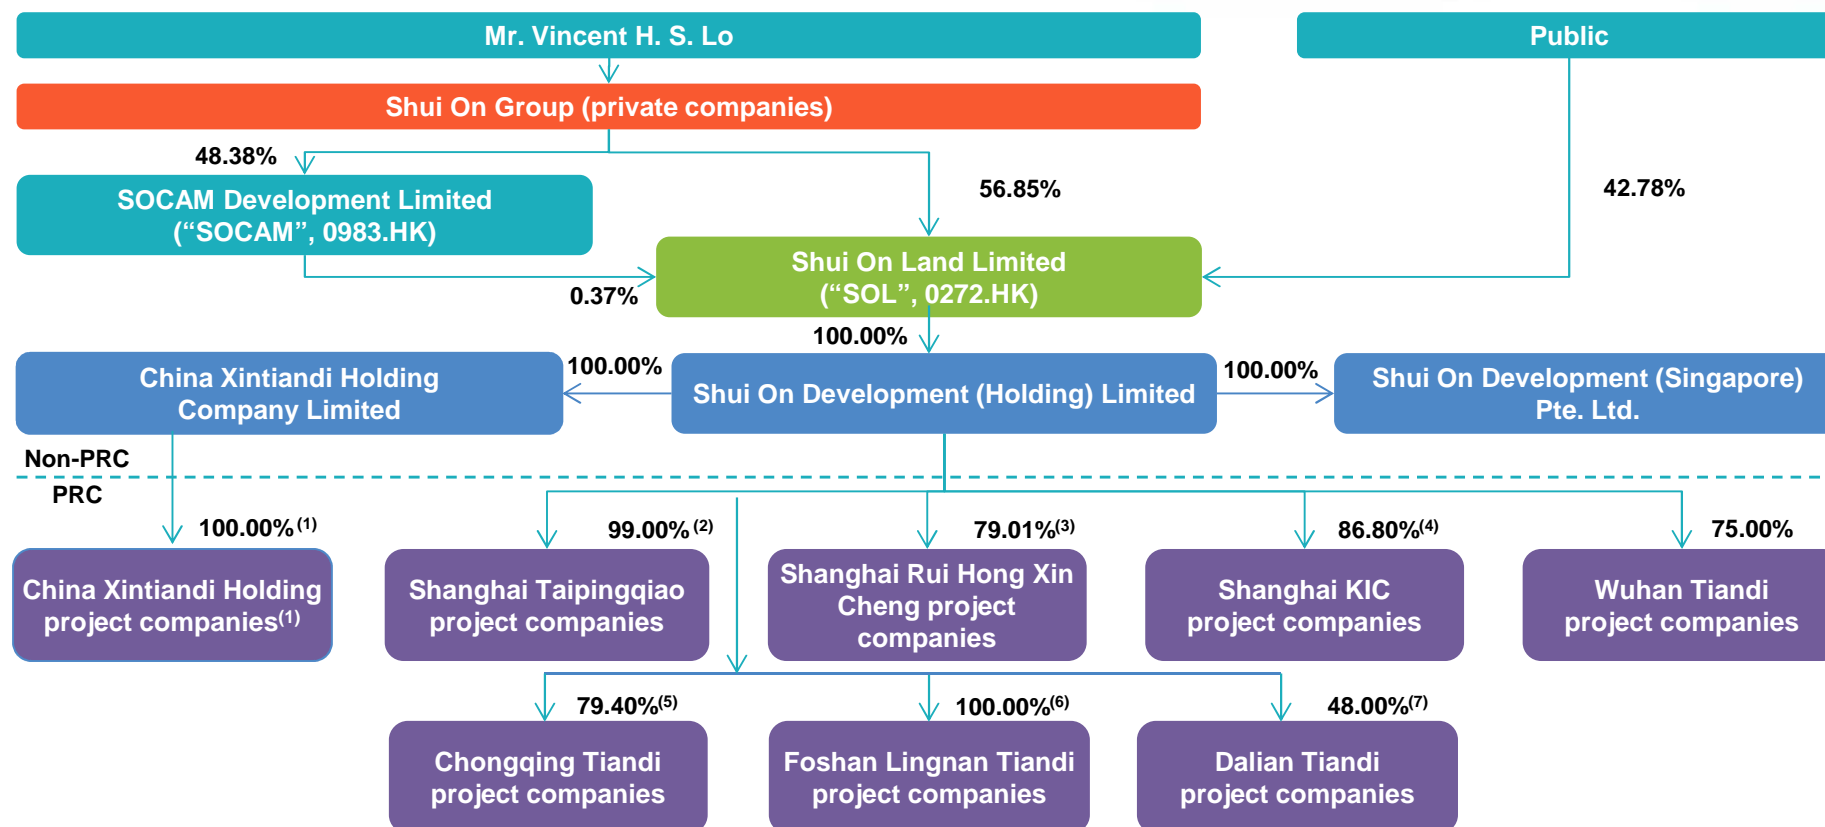 Mr. Vincent H. S. Lo
Public
Shui On Group (private companies)
48.38%
56.85%
42.78%
SOCAM Development Limited
(“SOCAM”, 0983.HK)
Shui On Land Limited
(“SOL”, 0272.HK)
0.37%
100.00%
China Xintiandi Holding
Company Limited
100.00%
Shui On Development (Holding) Limited
100.00%
Shui On Development (Singapore)
Pte. Ltd.
Non-PRC
PRC
100.00%(1)
99.00%(2)
79.01%(3)
86.80%(4)
75.00%
China Xintiandi Holding
project companies(1)
Shanghai Taipingqiao
project companies
Shanghai Rui Hong Xin
Cheng project
companies
Shanghai KIC
project companies
Wuhan Tiandi
project companies
79.40%(5)
100.00%(6)
48.00%(7)
Chongqing Tiandi
project companies
Foshan Lingnan Tiandi
project companies
Dalian Tiandi
project companies